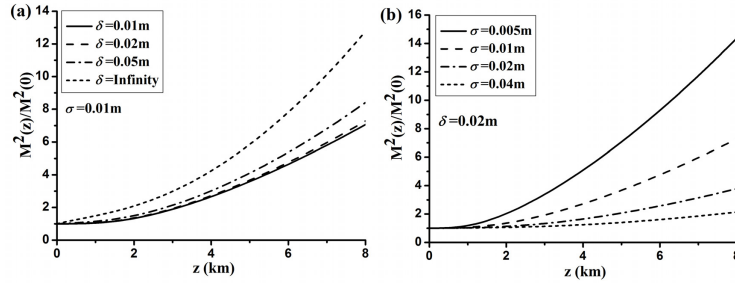 (a)
δ=0.01m
δ=0.02m
δ=0.05m
δ=Infinity
σ=0.01m
M²(z)/M²(0)
14
12
10
8
6
4
2
0
0 2 4 6 8
z (km)
(b)
σ=0.005m
σ=0.01m
σ=0.02m
σ=0.04m
δ=0.02m
M²(z)/M²(0)
16
14
12
10
8
6
4
2
0
0 2 4 6 8
z (km)